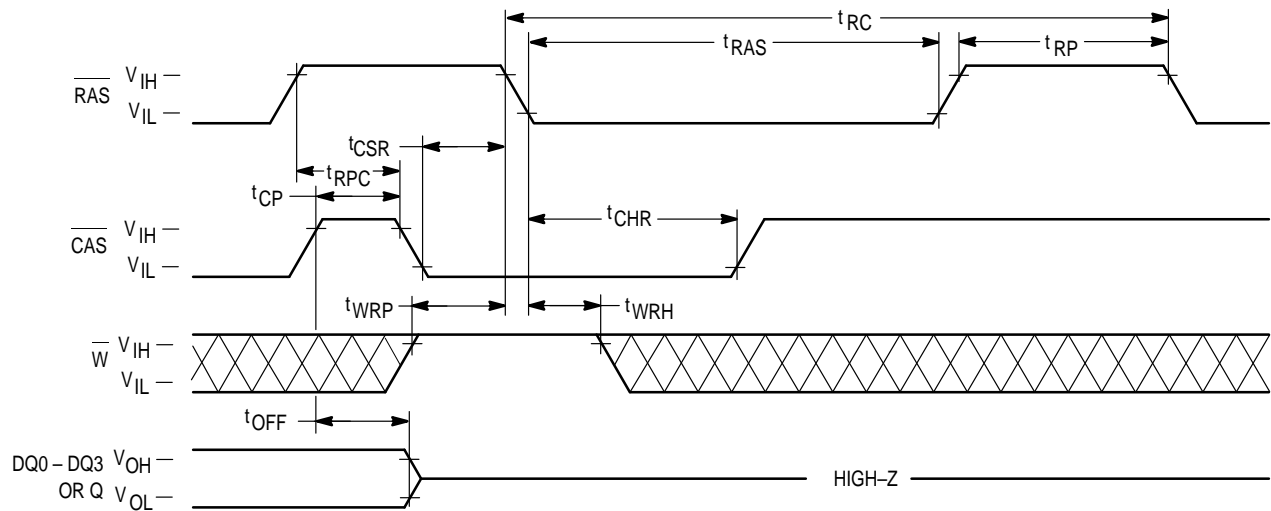 tRC
tRAS
tRP
RAS
VIH
VIL
tCSR
tRPC
tCP
tCHR
CAS
VIH
VIL
tWRP
tWRH
W
VIH
VIL
tOFF
DQ0 – DQ3
OR Q
VOH
VOL
HIGH–Z